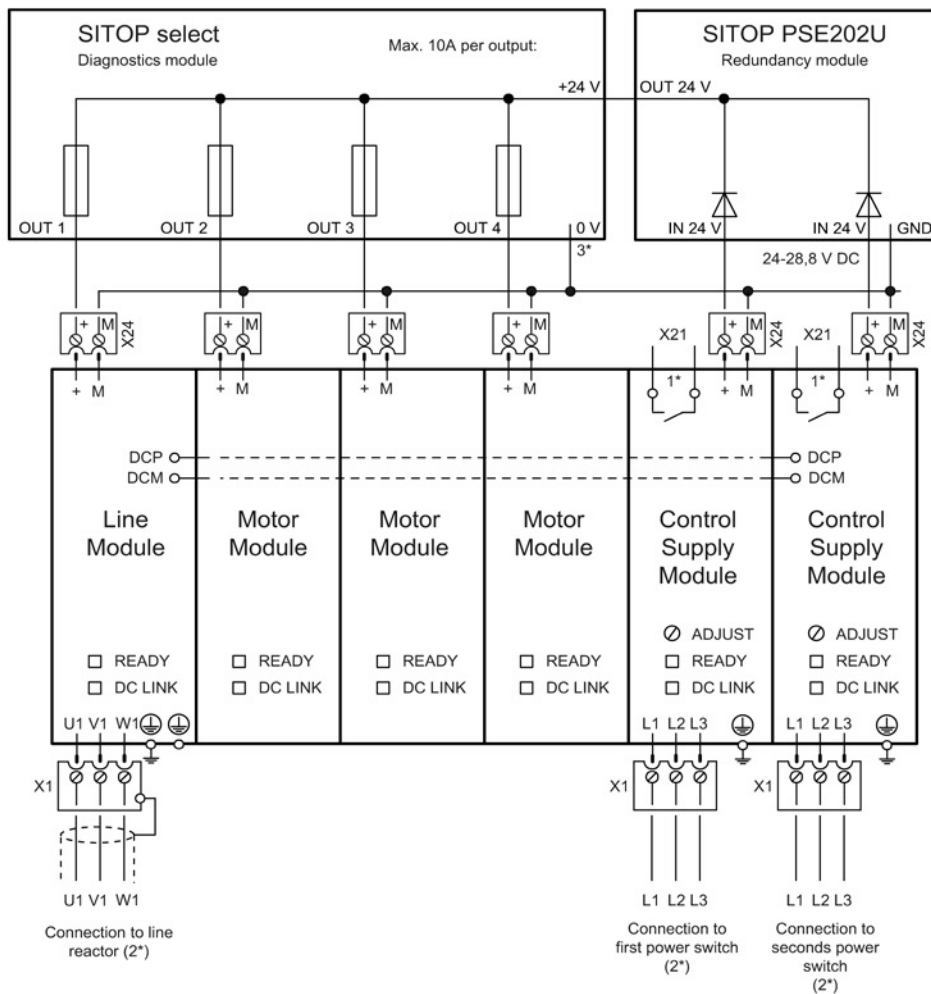 SITOP select
Diagnostics module
Max. 10A per output:
+24 V
OUT 1
OUT 2
OUT 3
OUT 4
0 V
3*
SITOP PSE202U
Redundancy module
OUT 24 V
IN 24 V
IN 24 V
GND
24-28,8 V DC
+ M
X24
+ M
+ M
+ M
X21
1*
+ M
X24
X21
1*
+ M
X24
+ M
+ M
+ M
+ M
+ M
+ M
DCP
DCM
DCP
DCM
Line
Module
Motor
Module
Motor
Module
Motor
Module
Control
Supply
Module
Control
Supply
Module
ADJUST
ADJUST
READY
READY
READY
READY
READY
READY
DC LINK
DC LINK
DC LINK
DC LINK
DC LINK
DC LINK
U1 V1 W1
L1 L2 L3
L1 L2 L3
X1
X1
X1
U1 V1 W1
L1 L2 L3
L1 L2 L3
Connection to line
reactor (2*)
Connection to
first power switch
(2*)
Connection to
seconds power
switch
(2*)